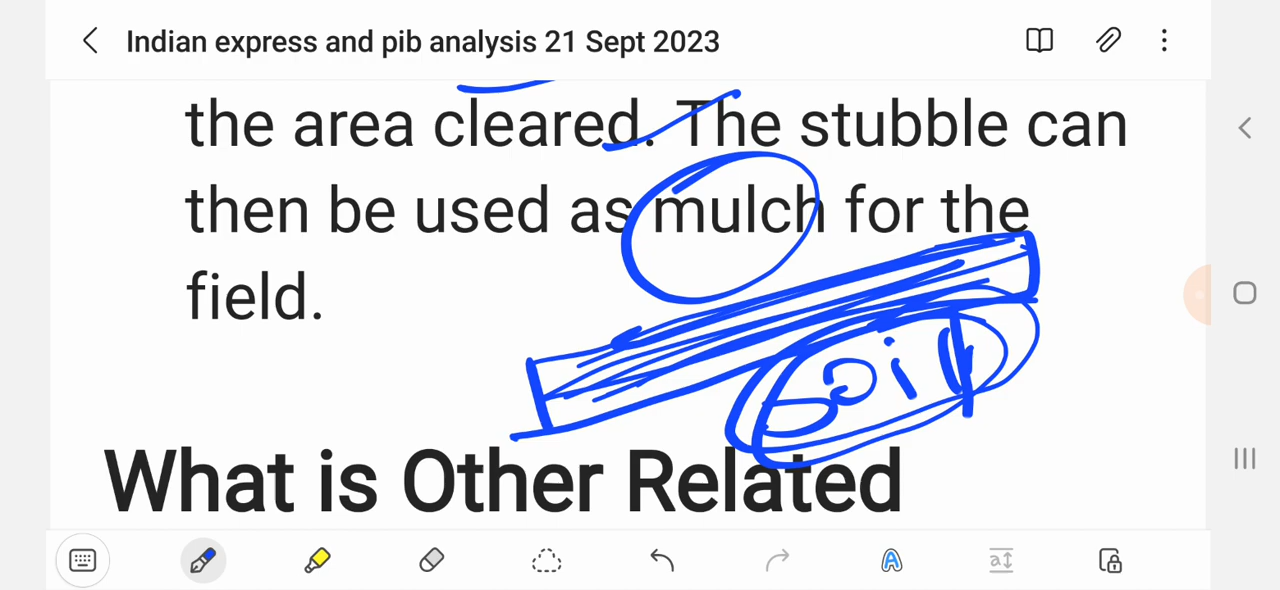 Indian express and pib analysis 21 Sept 2023
the area cleared. The stubble can
then be used as mulch for the
field.
soil
What is Other Related